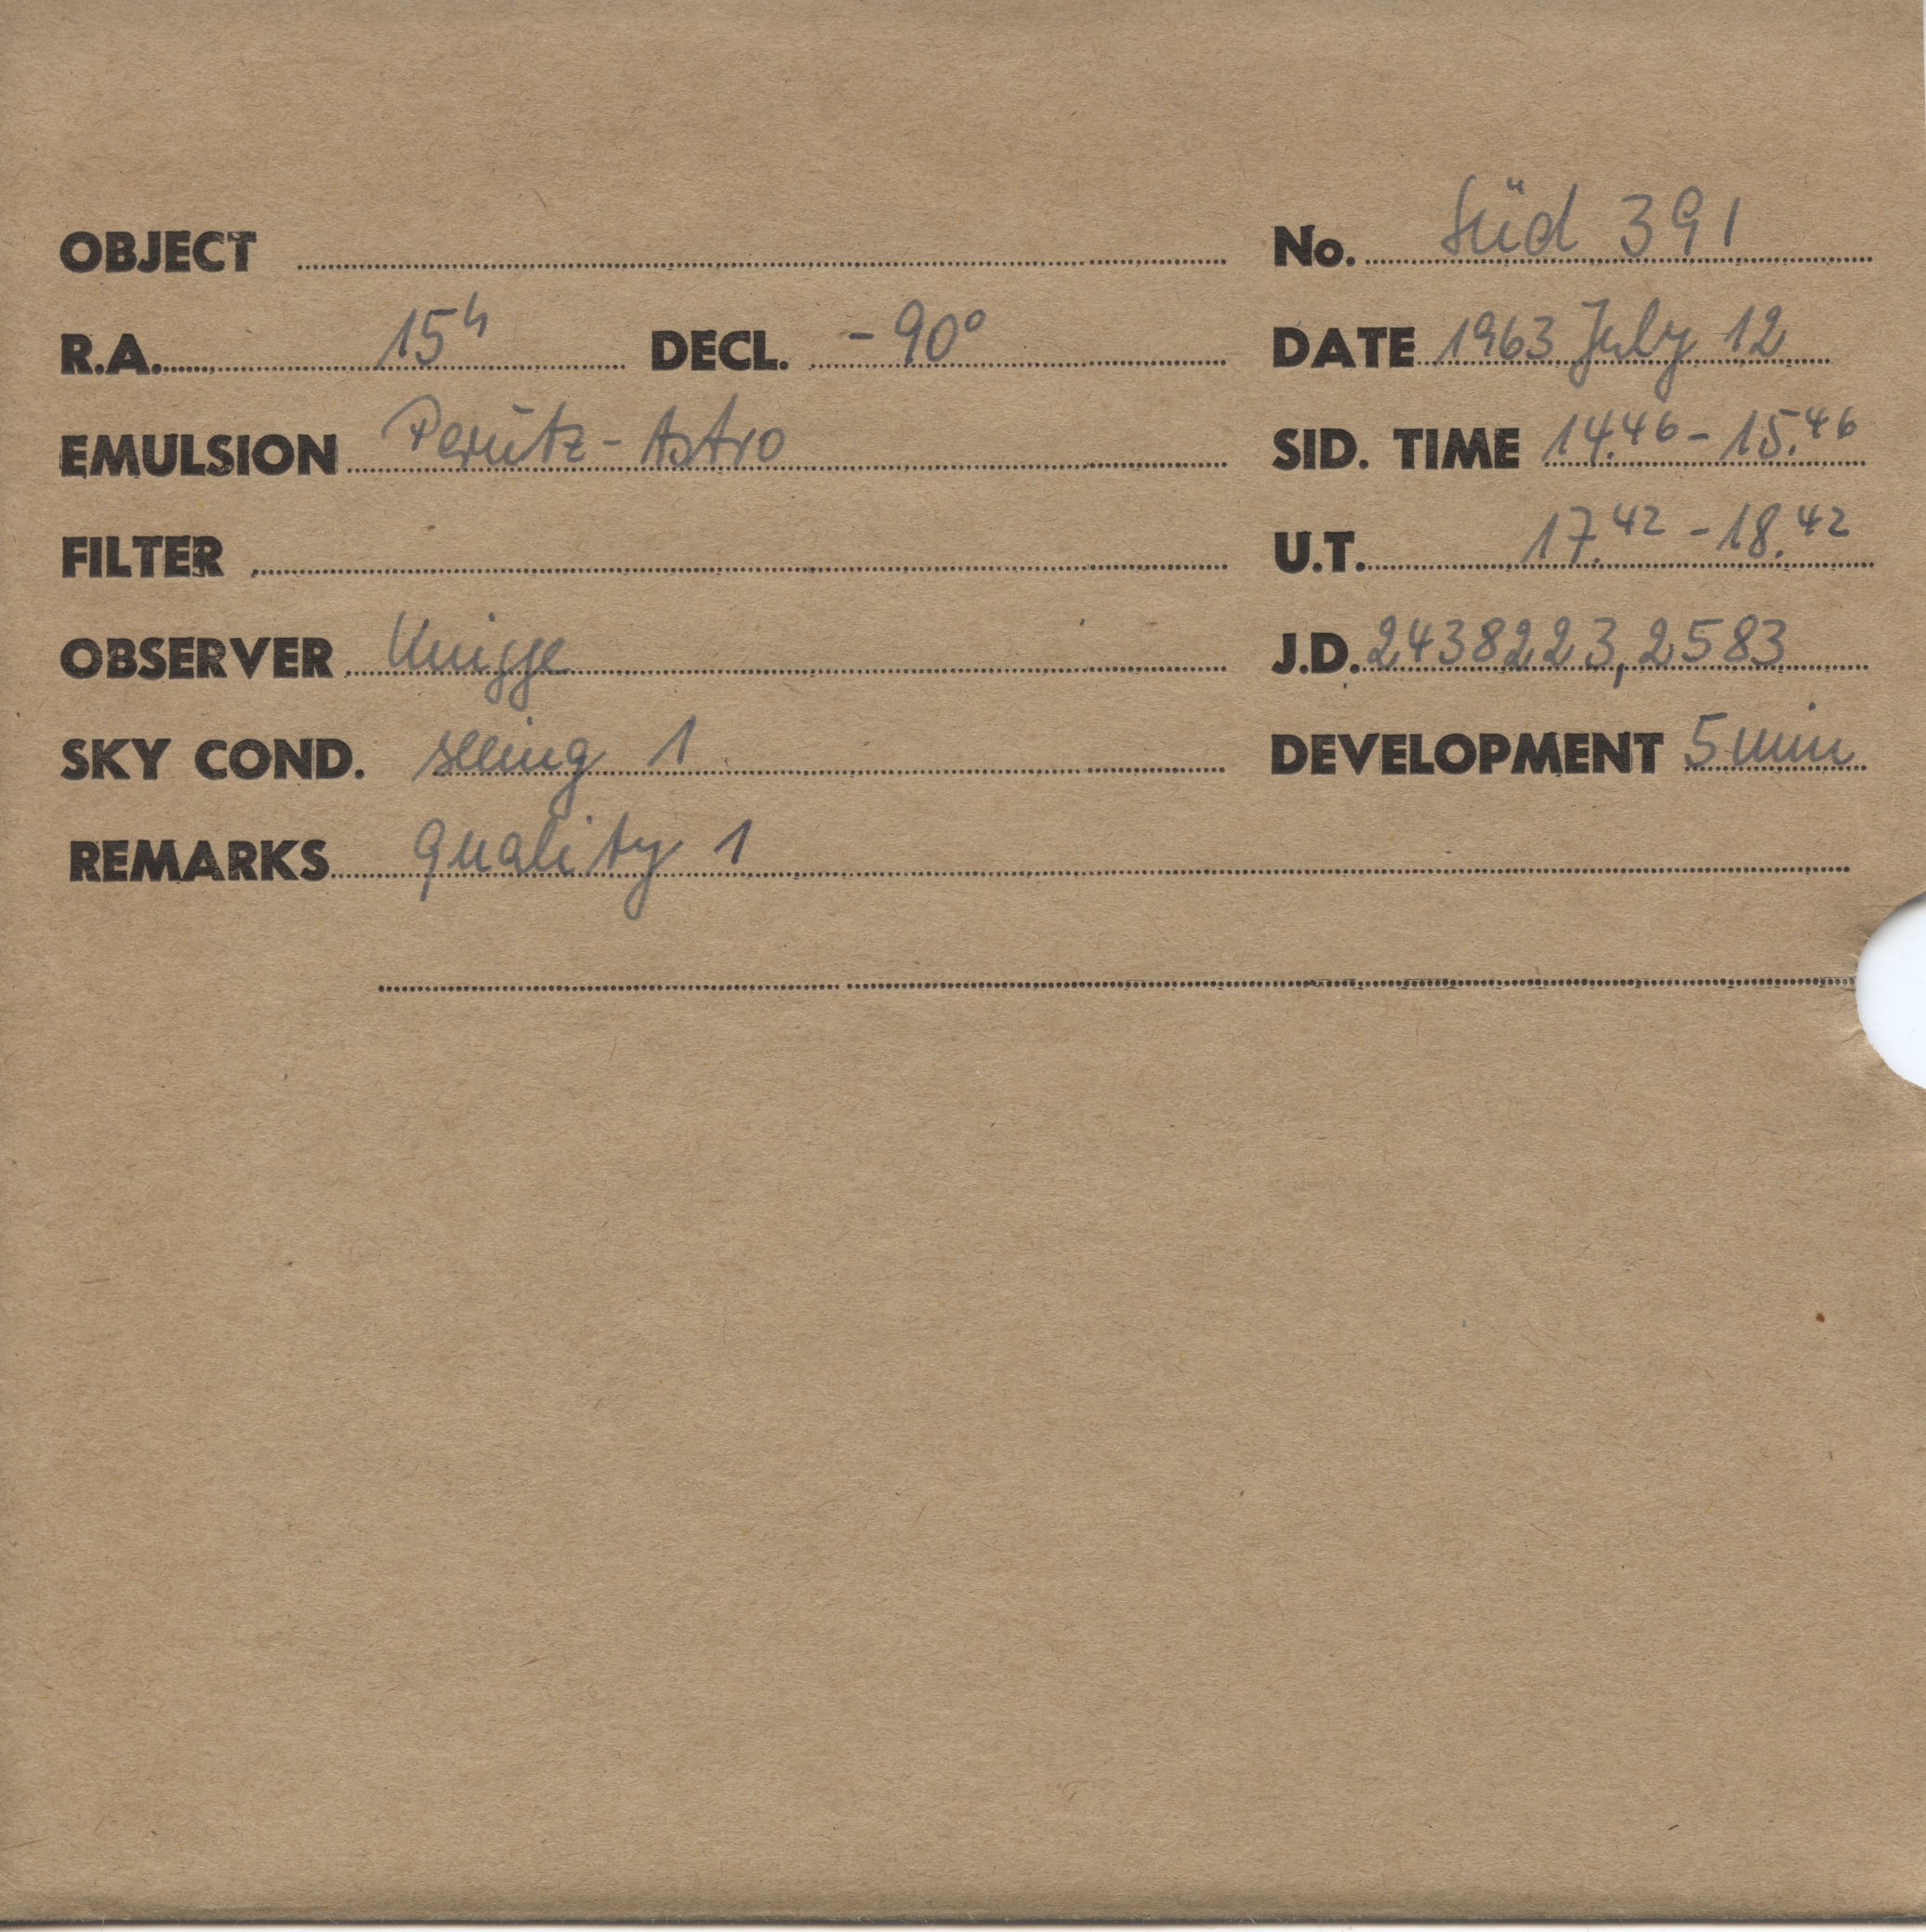 OBJECT No. Süd 391
R.A. 15h DECL. -90° DATE 1963 July 12
EMULSION Perutz-Astro SID. TIME 14.46 - 15.46
FILTER U.T. 17.42 - 18.42
OBSERVER Knigge J.D. 2438223,2583
SKY COND. seeing 1 DEVELOPMENT 5 min
REMARKS quality 1